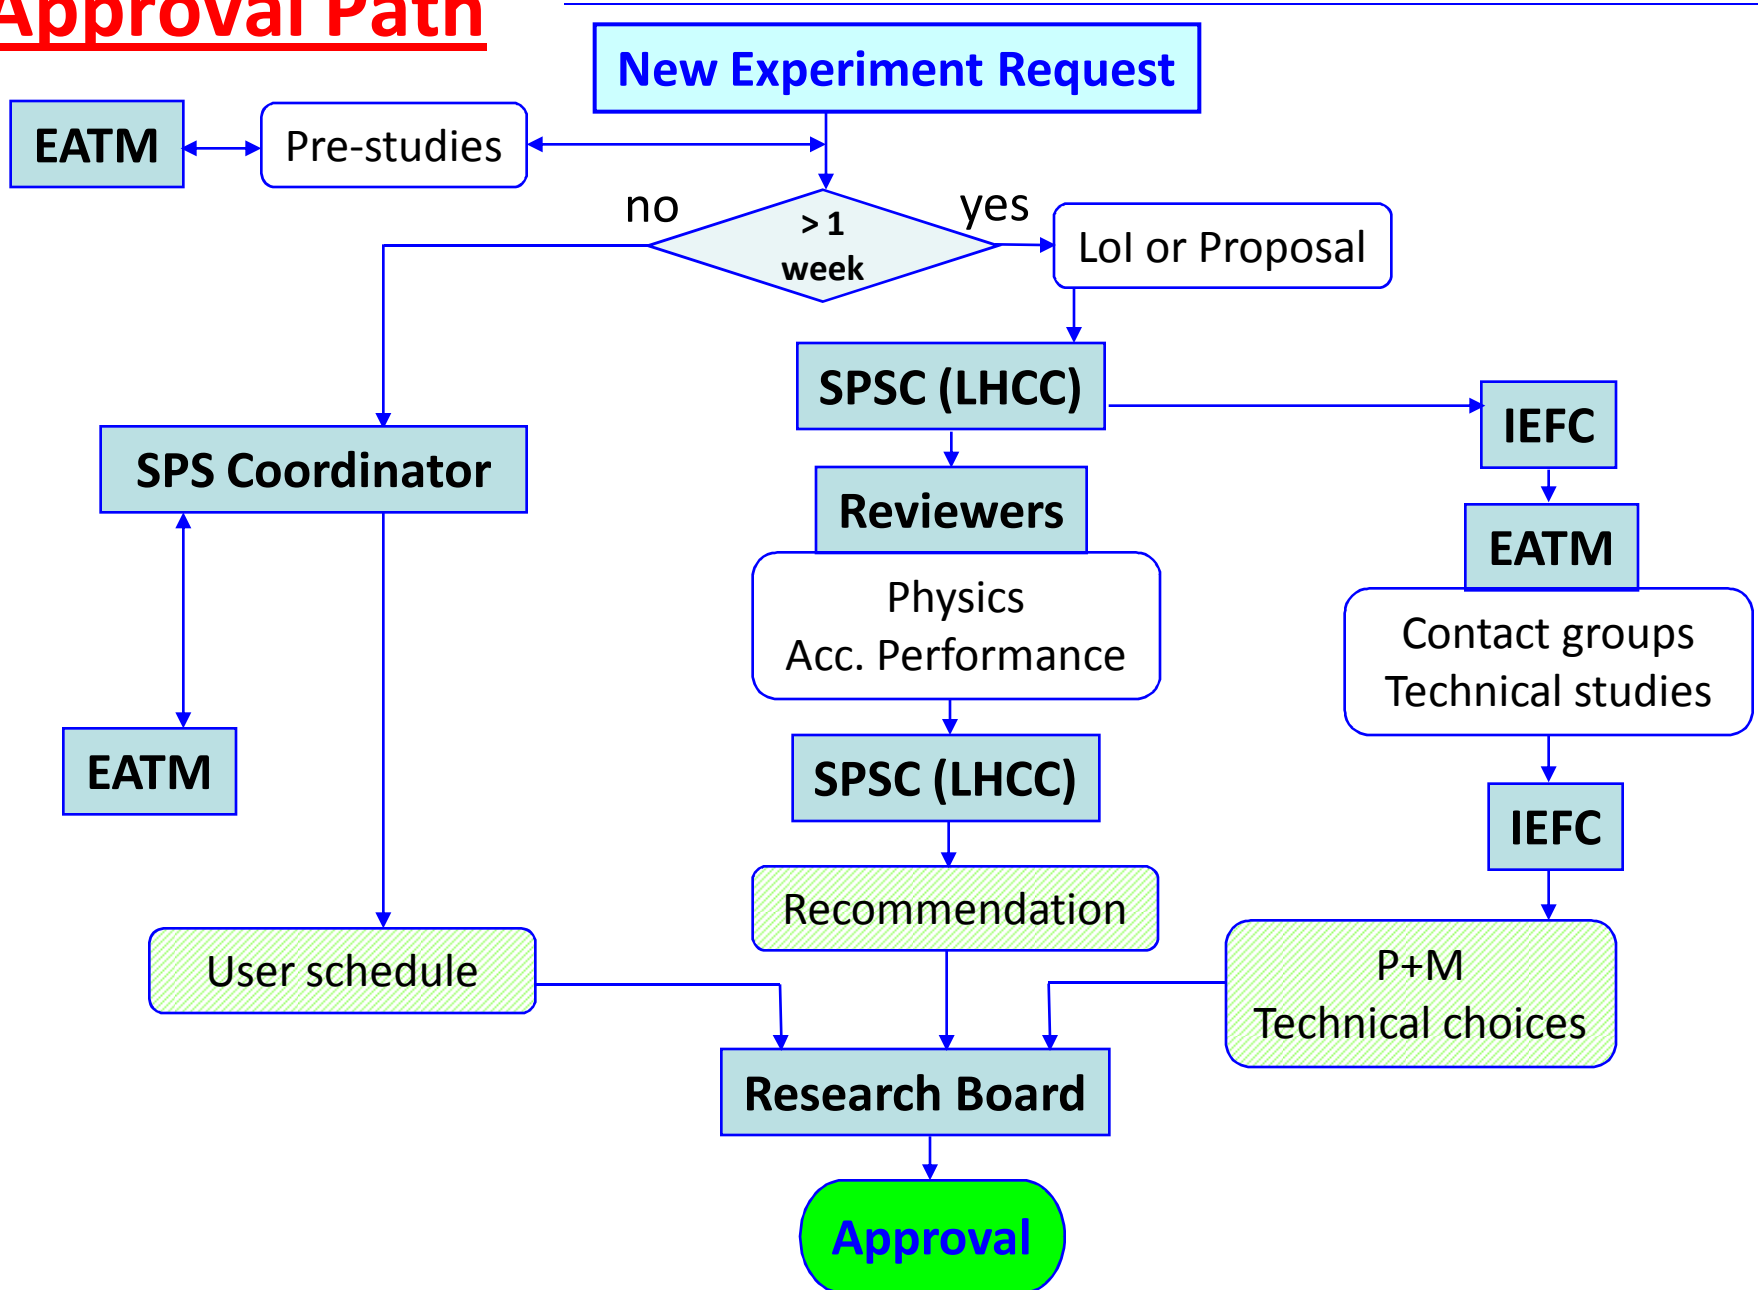 Approval Path
New Experiment Request
EATM
Pre-studies
no
yes
> 1
week
LoI or Proposal
SPSC (LHCC)
IEFC
SPS Coordinator
Reviewers
EATM
Physics
Acc. Performance
Contact groups
Technical studies
EATM
SPSC (LHCC)
IEFC
Recommendation
User schedule
P+M
Technical choices
Research Board
Approval